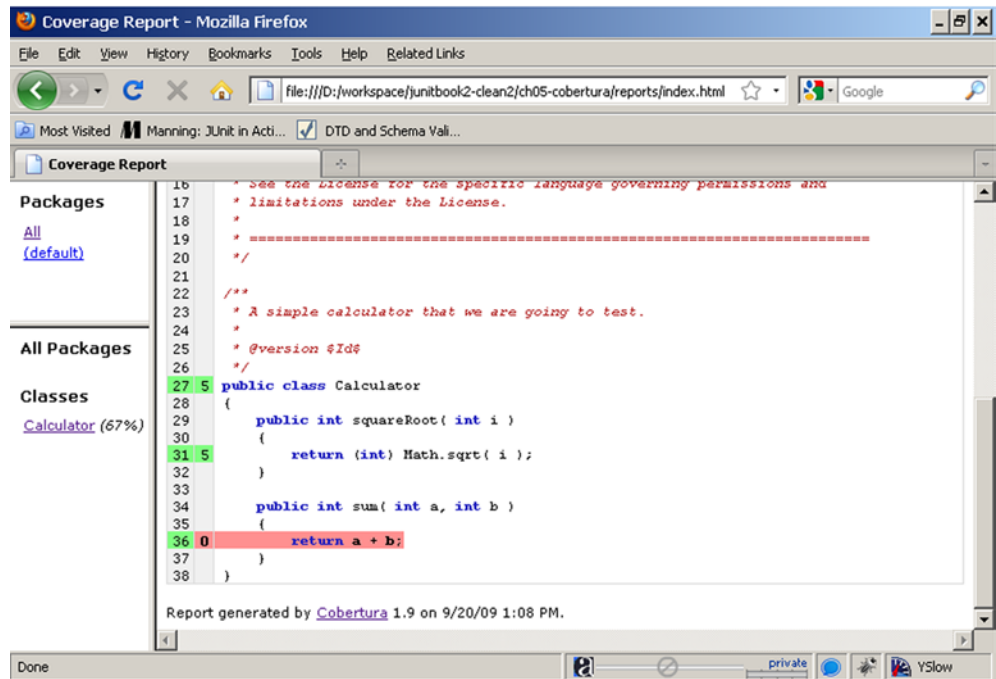 Coverage Report - Mozilla Firefox
File Edit View History Bookmarks Tools Help Related Links
file:///D:/workspace/junitbook2-clean2/ch05-cobertura/reports/index.html Google
Most Visited Manning: JUnit in Acti... DTD and Schema Vali...
Coverage Report
Packages
All
(default)
All Packages
Classes
Calculator (67%)
16 * See the License for the specific language governing permissions and
17 * limitations under the License.
18 *
19 * ========================================================================
20 */
21
22 /**
23 * A simple calculator that we are going to test.
24 *
25 * @version $Id$
26 */
27 5 public class Calculator
28 {
29 public int squareRoot( int i )
30 {
31 5 return (int) Math.sqrt( i );
32 }
33
34 public int sum( int a, int b )
35 {
36 0 return a + b;
37 }
38 }
Report generated by Cobertura 1.9 on 9/20/09 1:08 PM.
Done private YSlow